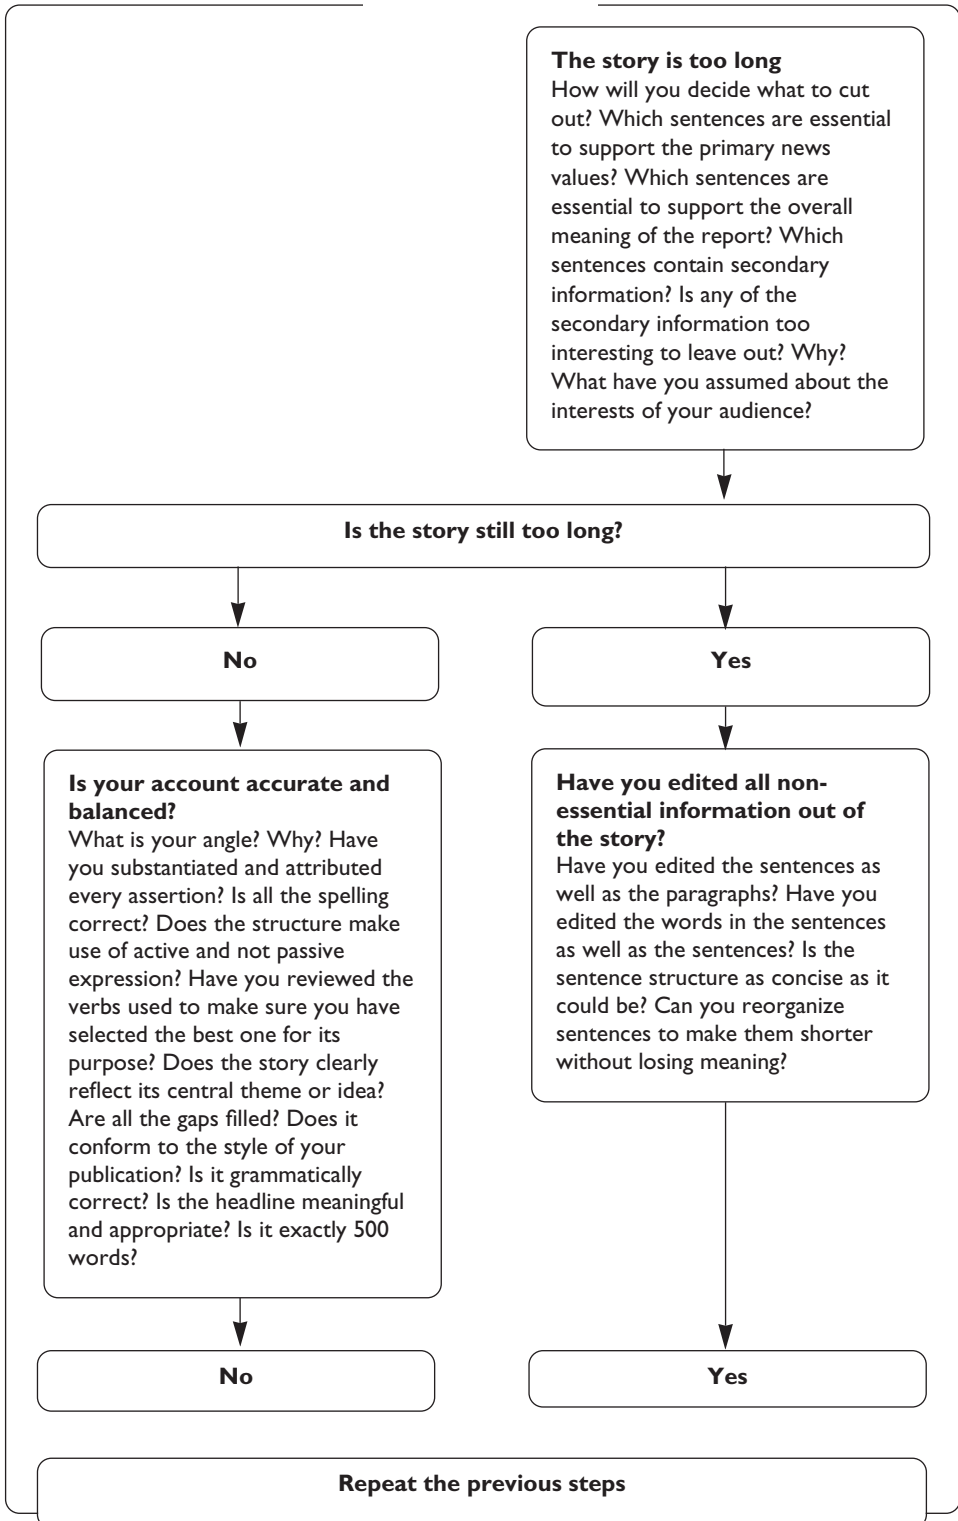 The story is too long
How will you decide what to cut
out? Which sentences are essential
to support the primary news
values? Which sentences are
essential to support the overall
meaning of the report? Which
sentences contain secondary
information? Is any of the
secondary information too
interesting to leave out? Why?
What have you assumed about the
interests of your audience?
Is the story still too long?
No
Yes
Is your account accurate and
balanced?
What is your angle? Why? Have
you substantiated and attributed
every assertion? Is all the spelling
correct? Does the structure make
use of active and not passive
expression? Have you reviewed the
verbs used to make sure you have
selected the best one for its
purpose? Does the story clearly
reflect its central theme or idea?
Are all the gaps filled? Does it
conform to the style of your
publication? Is it grammatically
correct? Is the headline meaningful
and appropriate? Is it exactly 500
words?
Have you edited all non-
essential information out of
the story?
Have you edited the sentences as
well as the paragraphs? Have you
edited the words in the sentences
as well as the sentences? Is the
sentence structure as concise as it
could be? Can you reorganize
sentences to make them shorter
without losing meaning?
No
Yes
Repeat the previous steps